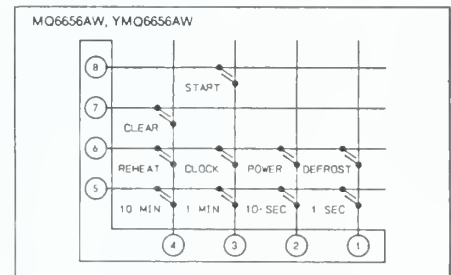 MQ6656AW, YMQ6656AW
8
START
7
CLEAR
6
REHEAT CLOCK POWER DEFROST
5
10 MIN 1 MIN 10-SEC 1 SEC
4 3 2 1